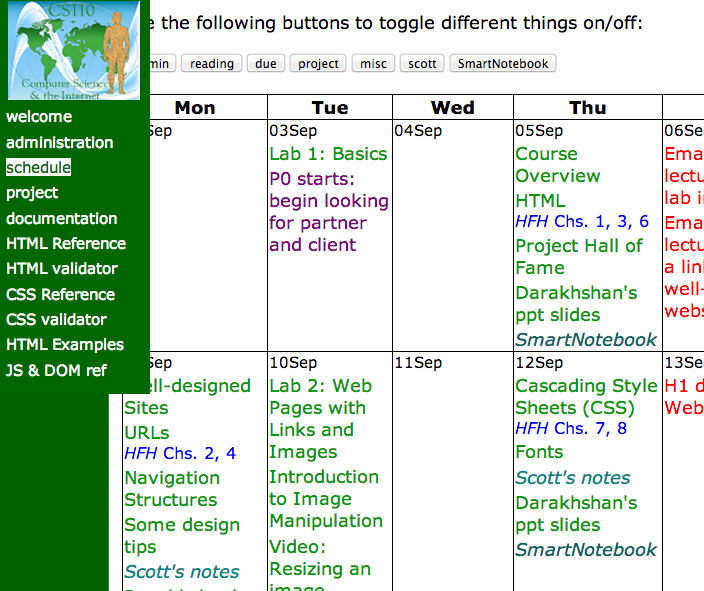 CS110
Computer Science
& the Internet
welcome
administration
schedule
project
documentation
HTML Reference
HTML validator
CSS Reference
CSS validator
HTML Examples
JS & DOM ref
the following buttons to toggle different things on/off:
reading due project misc scott SmartNotebook
Mon Tue Wed Thu
Sep
03Sep
Lab 1: Basics
P0 starts:
begin looking
for partner
and client
04Sep
05Sep
Course
Overview
HTML
HFH Chs. 1, 3, 6
Project Hall of
Fame
Darakhshan's
ppt slides
SmartNotebook
06Se
Ema
lectu
lab i
Ema
lectu
a lin
well-
webs
Sep
ell-designed
Sites
URLs
HFH Chs. 2, 4
Navigation
Structures
Some design
tips
Scott's notes
10Sep
Lab 2: Web
Pages with
Links and
Images
Introduction
to Image
Manipulation
Video:
Resizing an
image
11Sep
12Sep
Cascading Style
Sheets (CSS)
HFH Chs. 7, 8
Fonts
Scott's notes
Darakhshan's
ppt slides
SmartNotebook
13Se
H1 d
Web